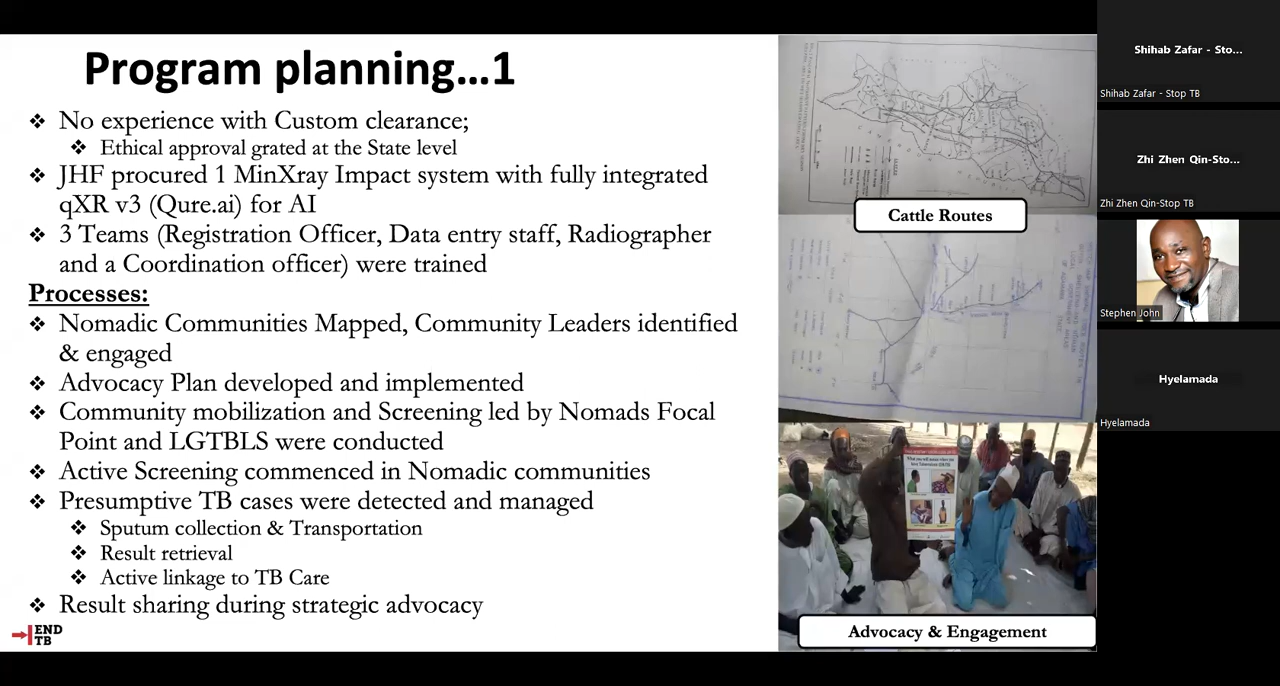 Program planning...1
❖ No experience with Custom clearance;
❖ Ethical approval grated at the State level
❖ JHF procured 1 MinXray Impact system with fully integrated
qXR v3 (Qure.ai) for AI
❖ 3 Teams (Registration Officer, Data entry staff, Radiographer
and a Coordination officer) were trained
Processes:
❖ Nomadic Communities Mapped, Community Leaders identified
& engaged
❖ Advocacy Plan developed and implemented
❖ Community mobilization and Screening led by Nomads Focal
Point and LGTBLS were conducted
❖ Active Screening commenced in Nomadic communities
❖ Presumptive TB cases were detected and managed
❖ Sputum collection & Transportation
❖ Result retrieval
❖ Active linkage to TB Care
❖ Result sharing during strategic advocacy
END
TB
Cattle Routes
Advocacy & Engagement
Shihab Zafar - Sto...
Shihab Zafar - Stop TB
Zhi Zhen Qin-Sto...
Zhi Zhen Qin-Stop TB
Stephen John
Hyelamada
Hyelamada